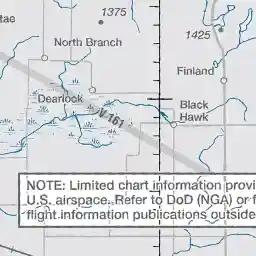 tae
1375
1425
North Branch
Finland
Dearlock
V 161
Black
Hawk
NOTE: Limited chart information provi
U.S. airspace. Refer to DoD (NGA) or f
flight information publications outside